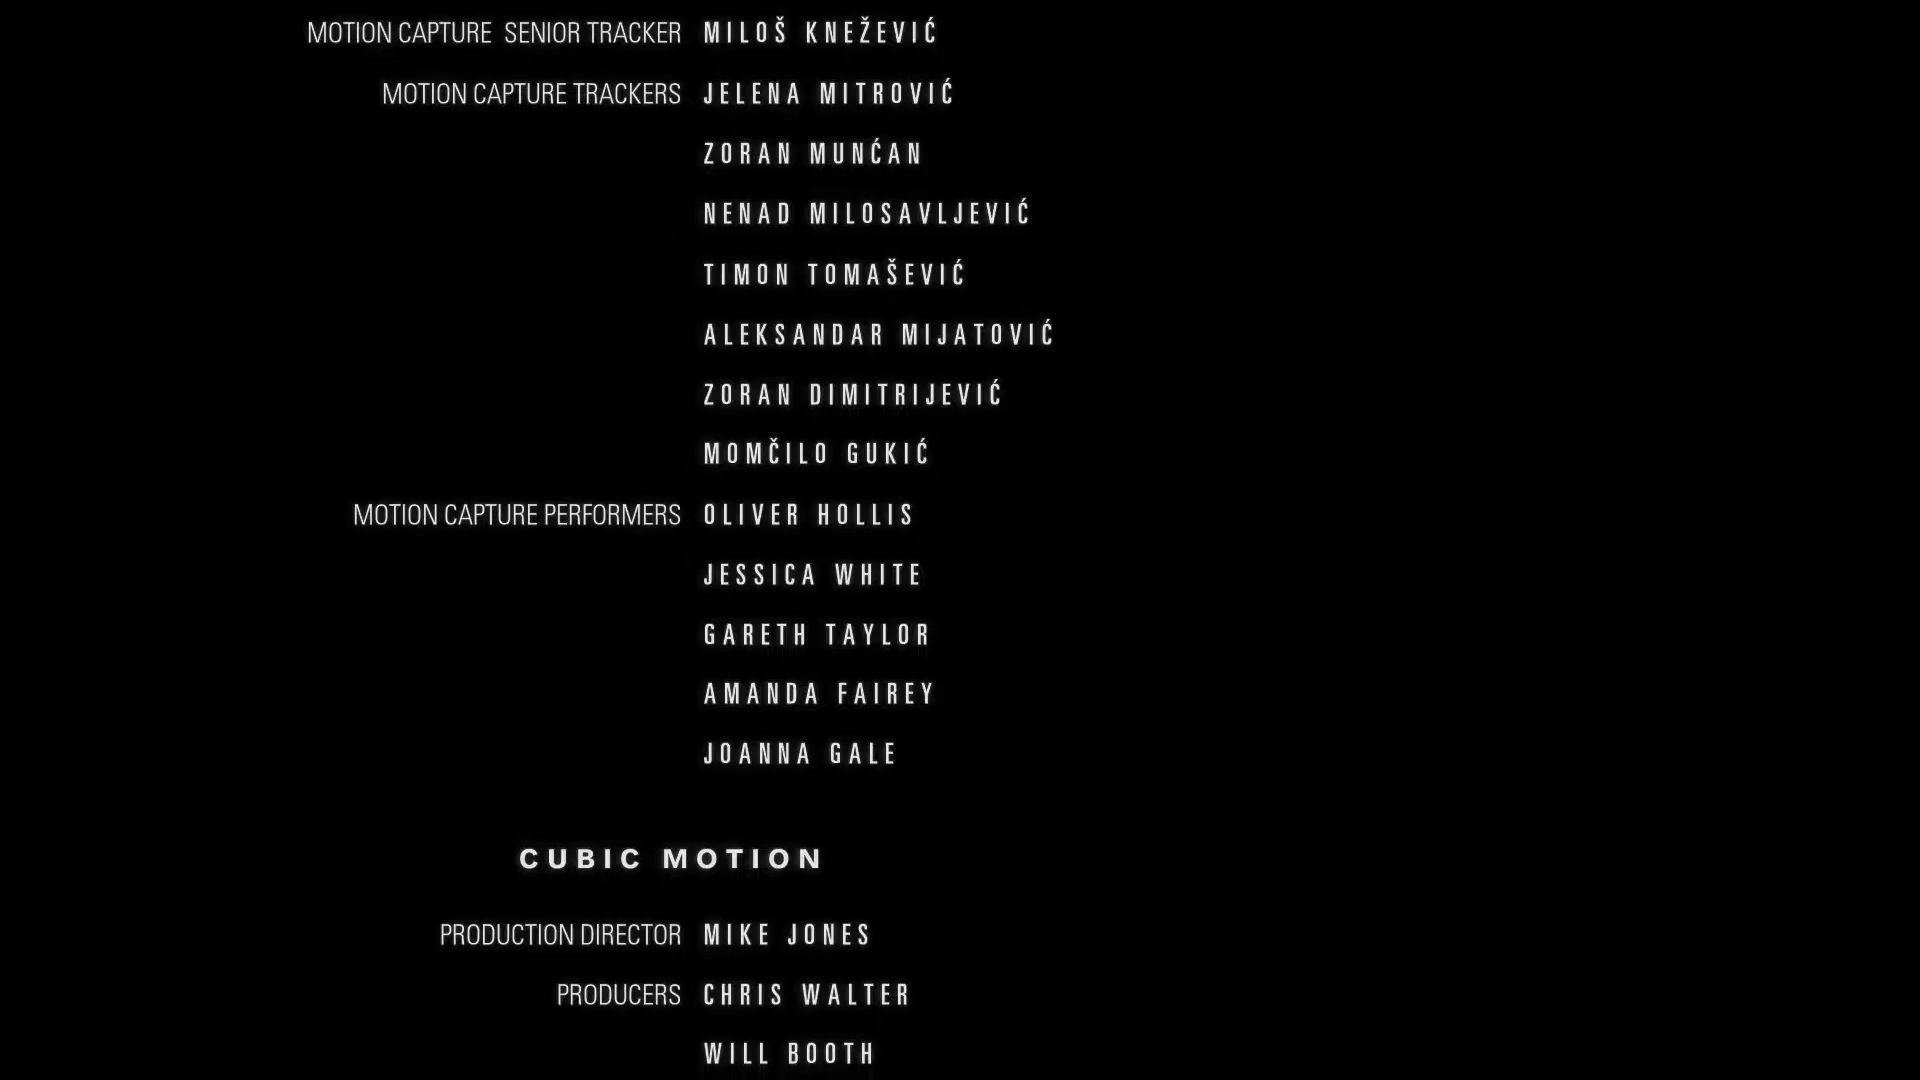 MOTION CAPTURE SENIOR TRACKER MILOŠ KNEŽEVIĆ
MOTION CAPTURE TRACKERS JELENA MITROVIĆ
ZORAN MUNĆAN
NENAD MILOSAVLJEVIĆ
TIMON TOMAŠEVIĆ
ALEKSANDAR MIJATOVIĆ
ZORAN DIMITRIJEVIĆ
MOMČILO GUKIĆ
MOTION CAPTURE PERFORMERS OLIVER HOLLIS
JESSICA WHITE
GARETH TAYLOR
AMANDA FAIREY
JOANNA GALE
CUBIC MOTION
PRODUCTION DIRECTOR MIKE JONES
PRODUCERS CHRIS WALTER
WILL BOOTH